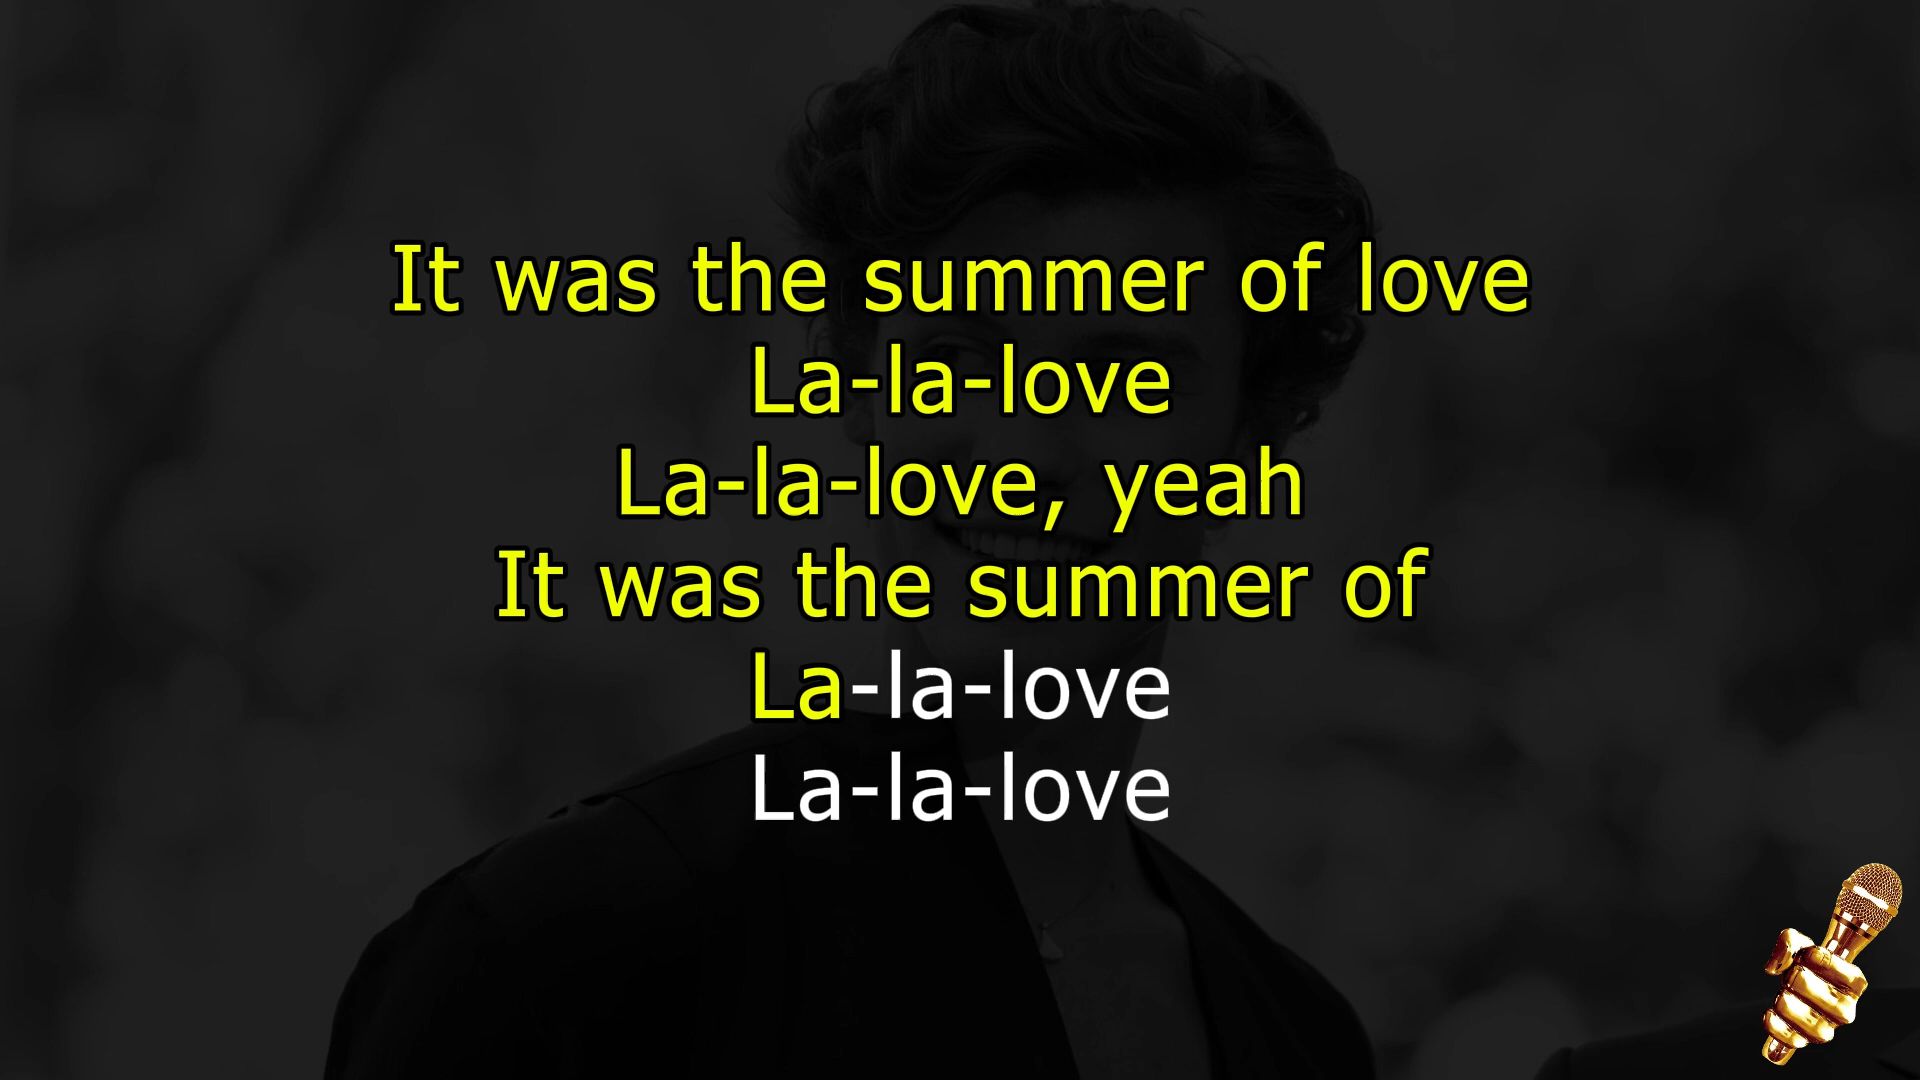 It was the summer of love
La-la-love
La-la-love, yeah
It was the summer of
La-la-love
La-la-love